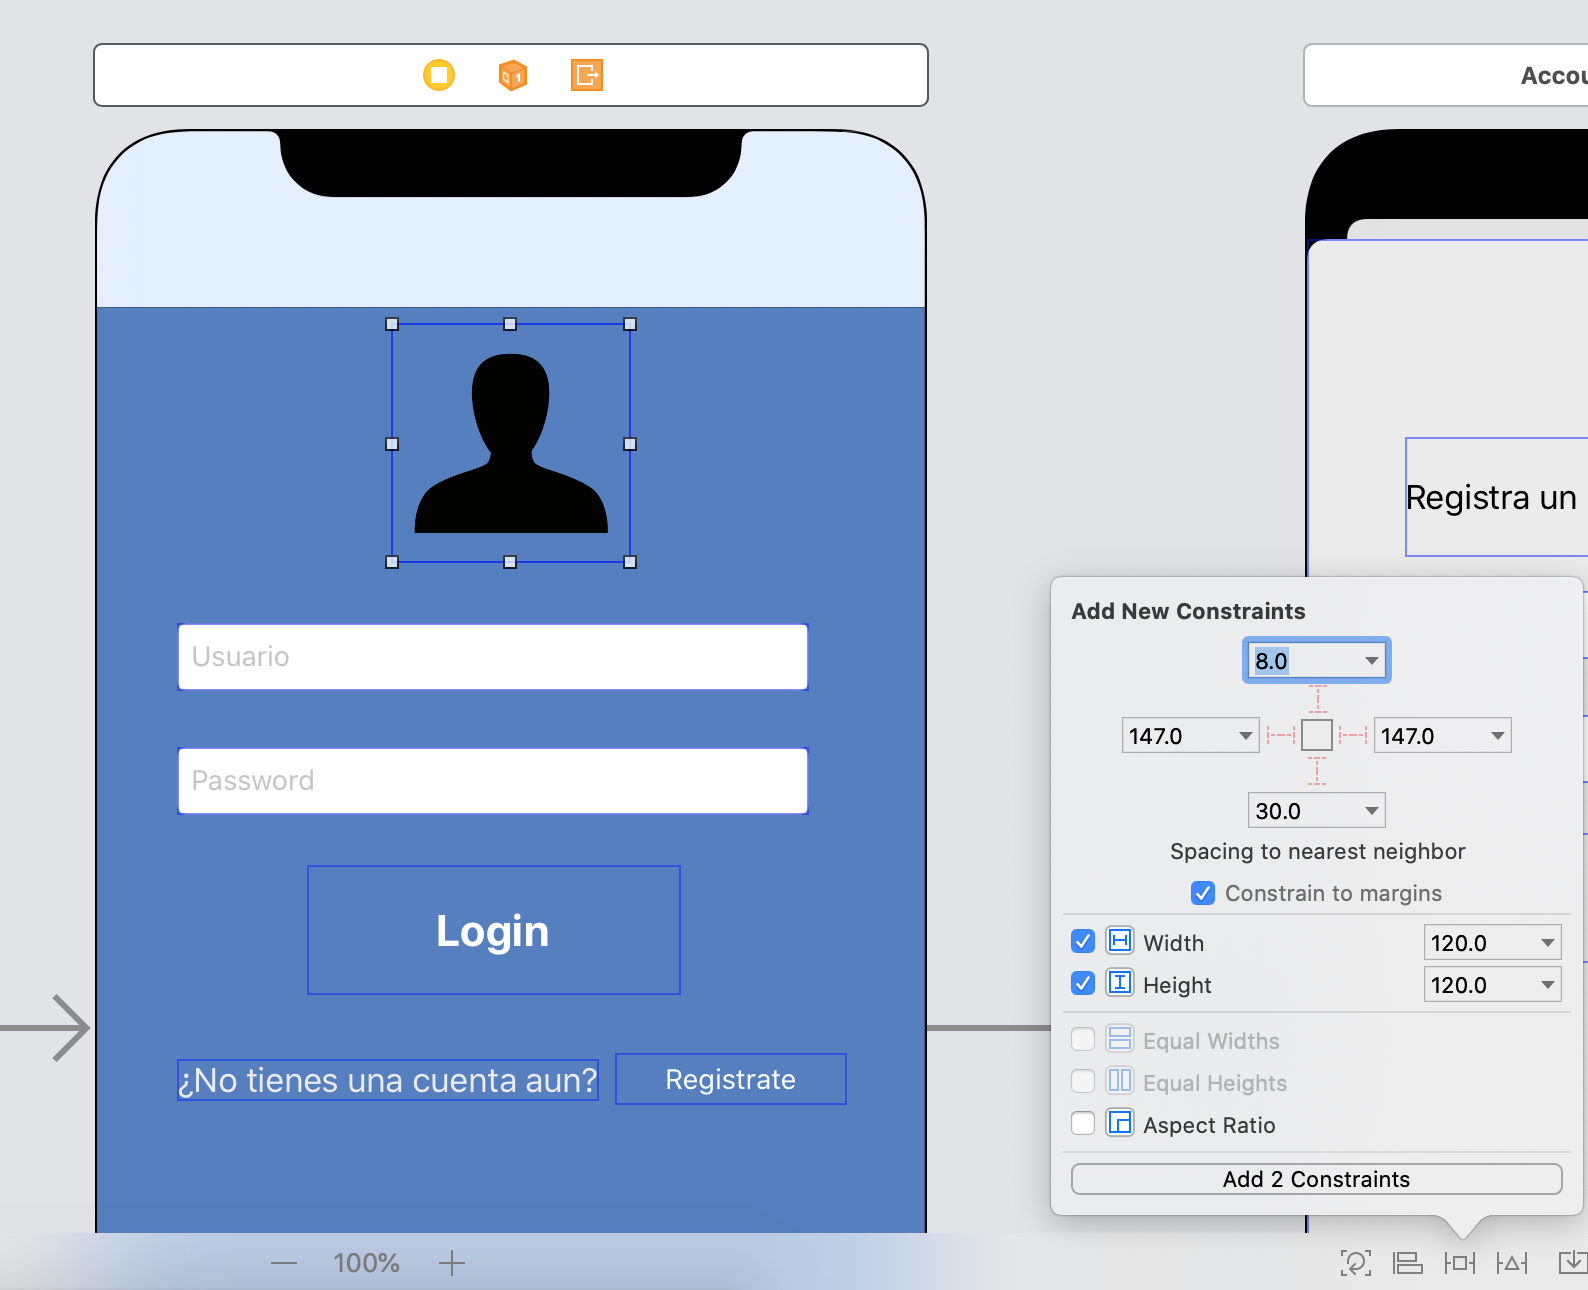 Accou
Registra un
Usuario
Password
Login
¿No tienes una cuenta aun?
Registrate
Add New Constraints
8.0
147.0
147.0
30.0
Spacing to nearest neighbor
Constrain to margins
Width 120.0
Height 120.0
Equal Widths
Equal Heights
Aspect Ratio
Add 2 Constraints
100%